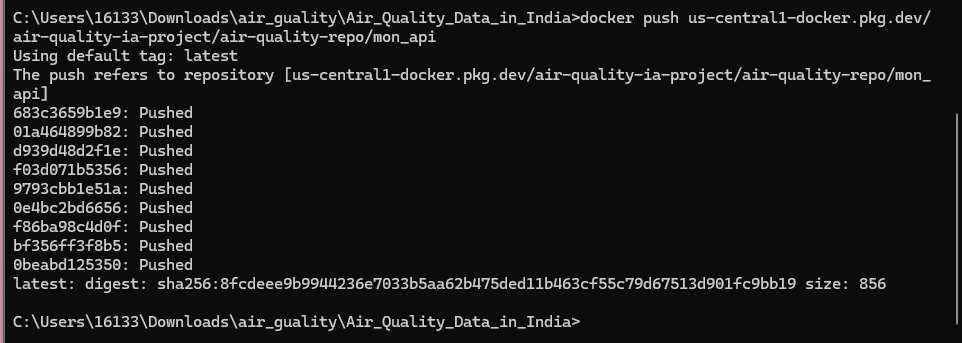 C:\Users\16133\Downloads\air_guality\Air_Quality_Data_in_India>docker push us-central1-docker.pkg.dev/
air-quality-ia-project/air-quality-repo/mon_api
Using default tag: latest
The push refers to repository [us-central1-docker.pkg.dev/air-quality-ia-project/air-quality-repo/mon_
api]
683c3659b1e9: Pushed
01a464899b82: Pushed
d939d48d2f1e: Pushed
f03d071b5356: Pushed
9793cbb1e51a: Pushed
0e4bc2bd6656: Pushed
f86ba98c4d0f: Pushed
bf356ff3f8b5: Pushed
0beabd125350: Pushed
latest: digest: sha256:8fcdeee9b9944236e7033b5aa62b475ded11b463cf55c79d67513d901fc9bb19 size: 856
C:\Users\16133\Downloads\air_guality\Air_Quality_Data_in_India>